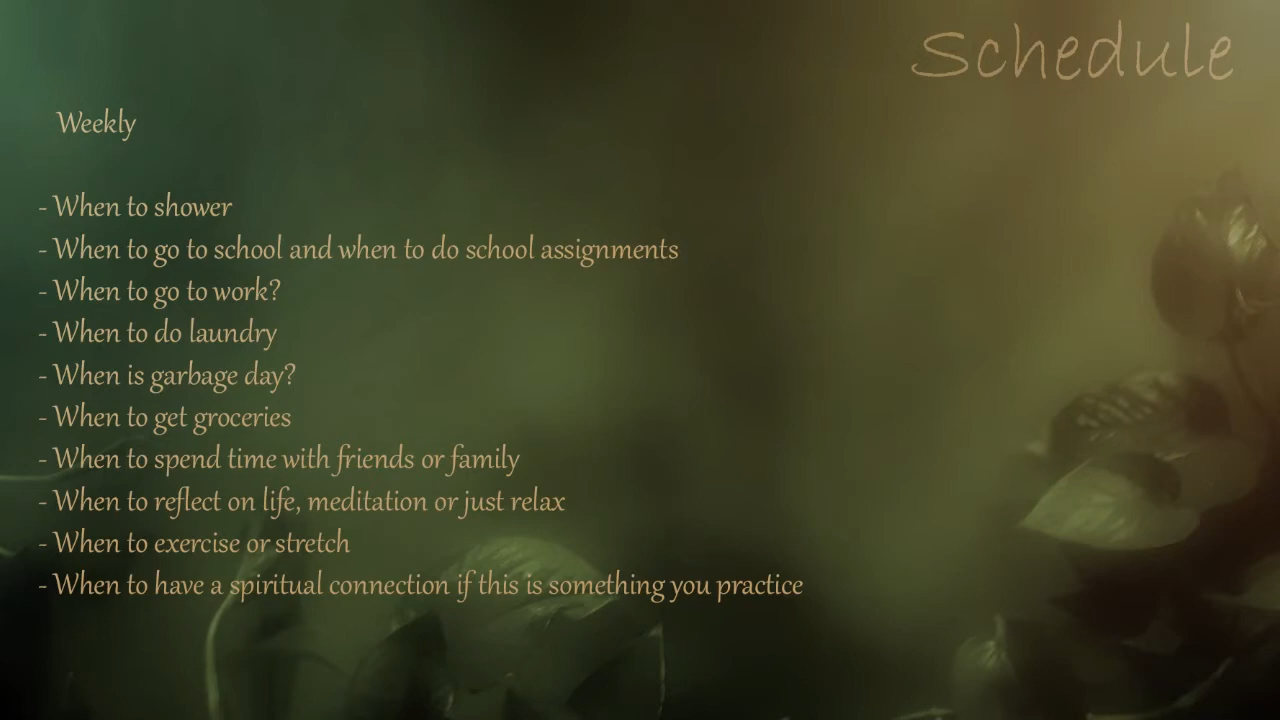 Schedule
Weekly
- When to shower
- When to go to school and when to do school assignments
- When to go to work?
- When to do laundry
- When is garbage day?
- When to get groceries
- When to spend time with friends or family
- When to reflect on life, meditation or just relax
- When to exercise or stretch
- When to have a spiritual connection if this is something you practice